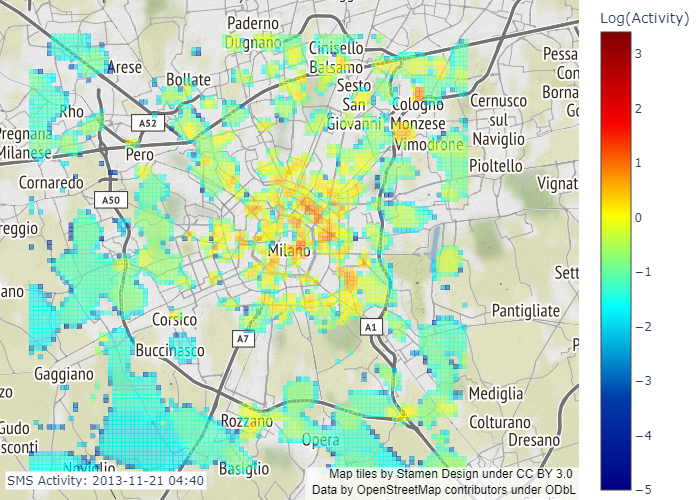 Log(Activity)
3
2
1
0
−1
−2
−3
−4
−5
Paderno
Dugnano
Cinisello
Balsamo
Arese
Bollate
Sesto
San
Giovanni
Cologno
Monzese
Cernusco
sul
Naviglio
Pessa
Con
Borna
Go
Rho
A52
Pregnana
Milanese
Pero
Vimodrone
Pioltello
Cornaredo
A50
Vignat
reggio
Milano
Sett
ano
Pantigliate
Corsico
A7
A1
Buccinasco
P
Gaggiano
zo
Mediglia
Rozzano
Colturano
Gudo
sconti
Opera
Dresano
Noviglio
Basiglio
SMS Activity: 2013-11-21 04:40
Map tiles by Stamen Design under CC BY 3.0
Data by OpenStreetMap contributors under ODbL